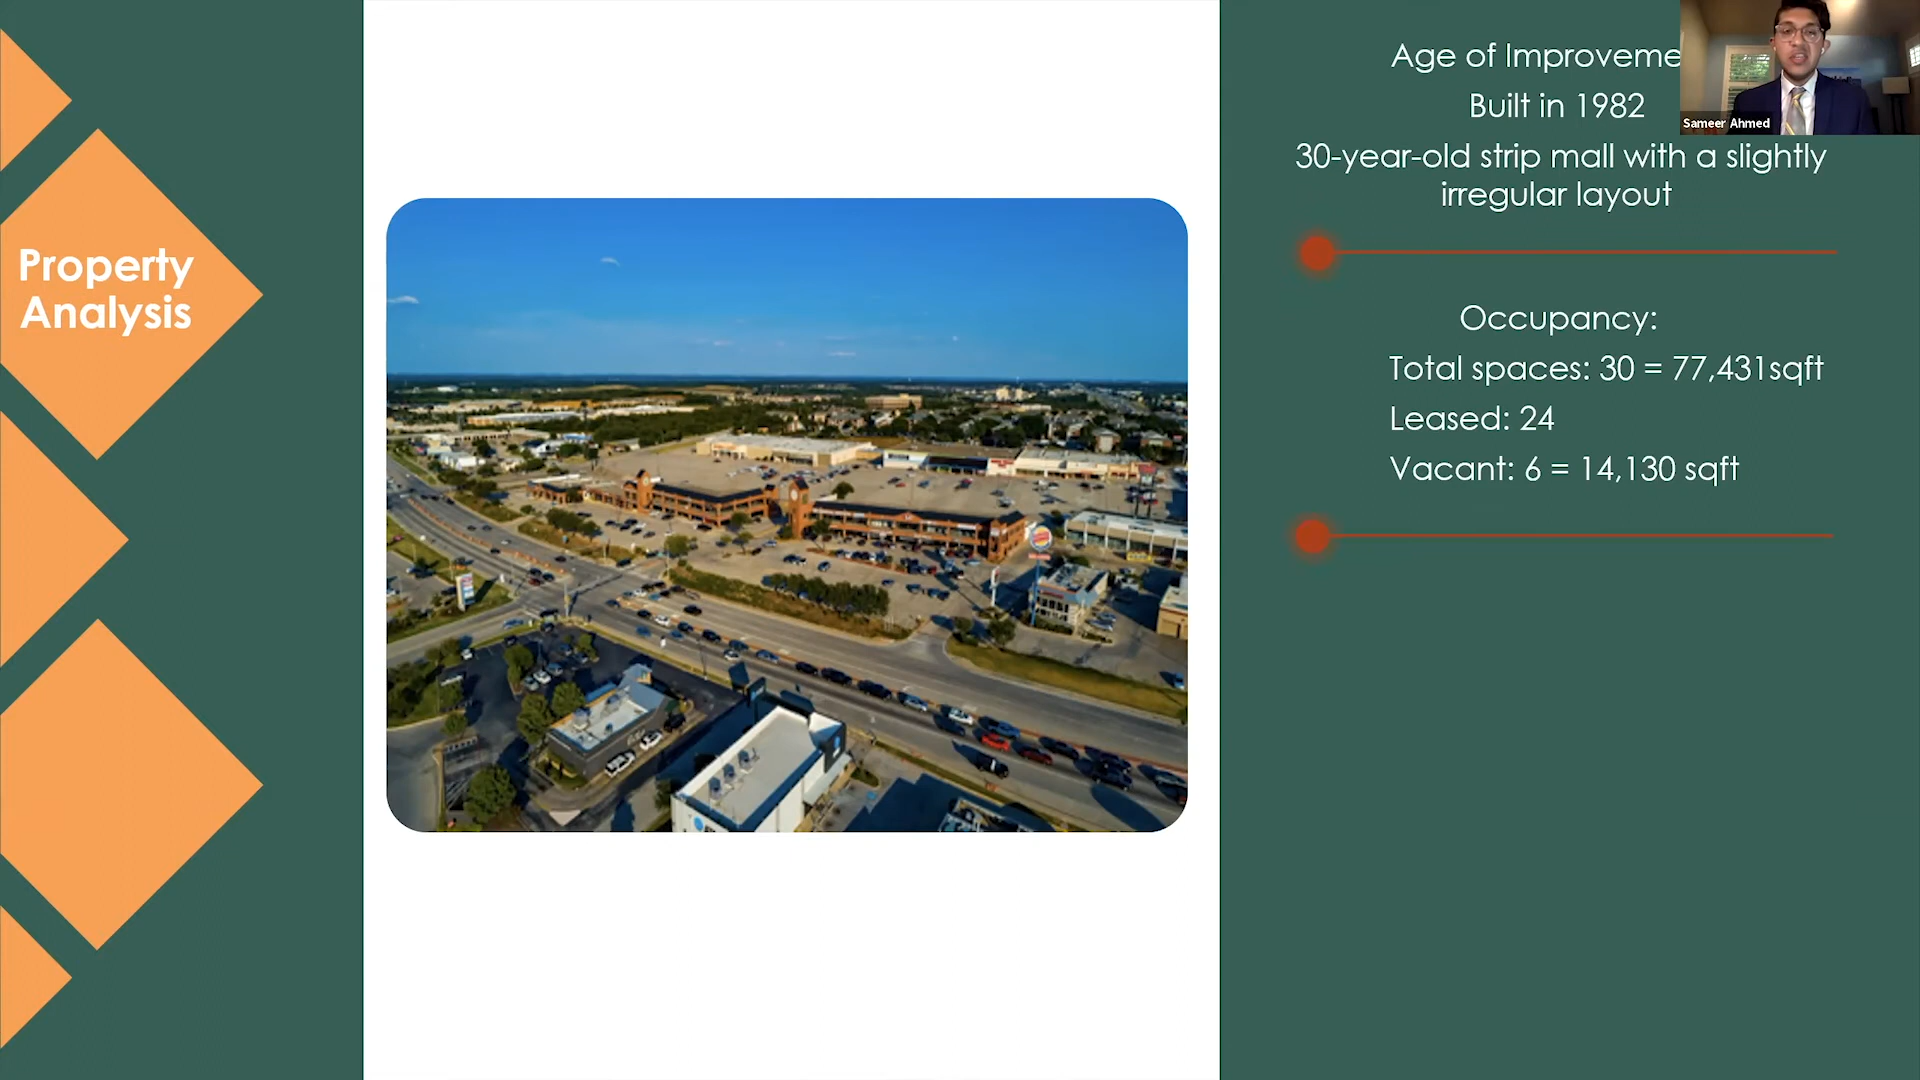 Property
Analysis
Age of Improveme
Built in 1982
30-year-old strip mall with a slightly
irregular layout
Sameer Ahmed
Occupancy:
Total spaces: 30 = 77,431sqft
Leased: 24
Vacant: 6 = 14,130 sqft